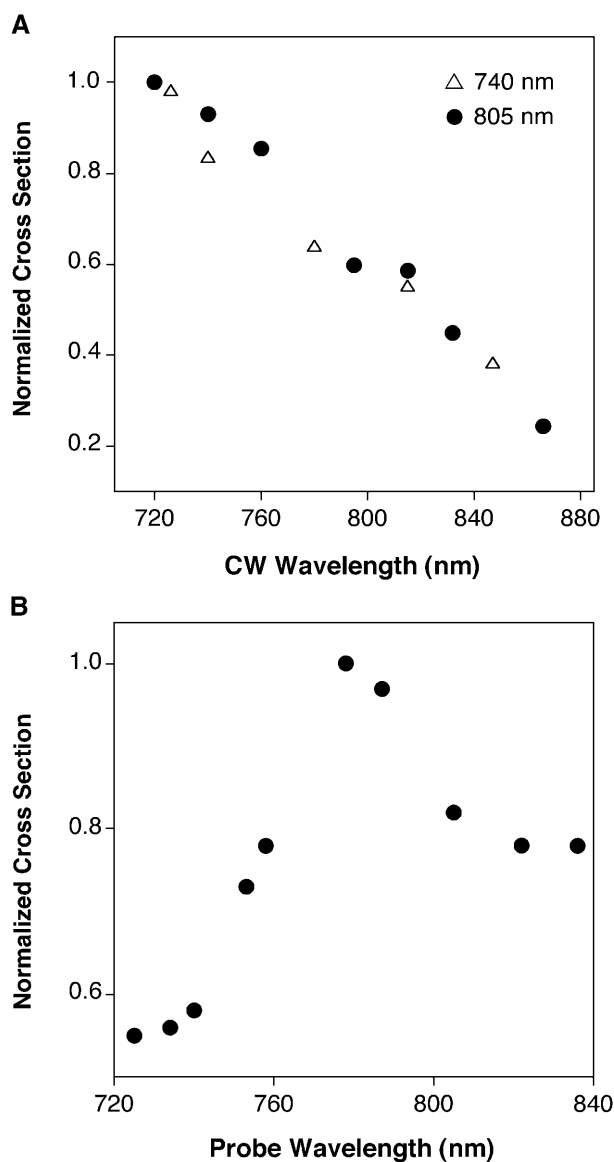 A
Normalized Cross Section
1.0
0.8
0.6
0.4
0.2
740 nm
805 nm
720 760 800 840 880
CW Wavelength (nm)
B
Normalized Cross Section
1.0
0.8
0.6
720 760 800 840
Probe Wavelength (nm)